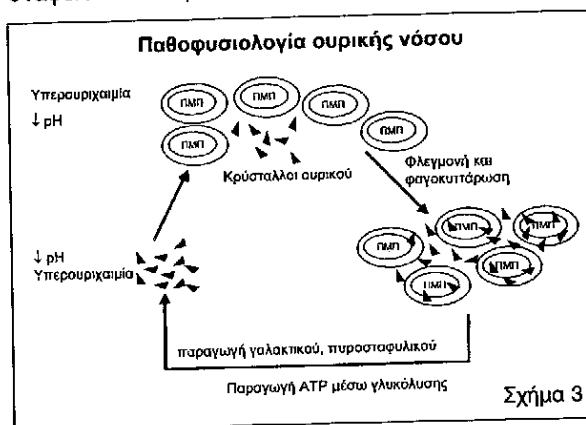 Παθοφυσιολογία ουρικής νόσου
Υπερουριχαιμία
↓ pH
ΠΜΠ
ΠΜΠ
ΠΜΠ
ΠΜΠ
ΠΜΠ
Κρύσταλλοι ουρικού
Φλεγμονή και
φαγοκυττάρωση
ΠΜΠ
ΠΜΠ
ΠΜΠ
ΠΜΠ
ΠΜΠ
↓ pH
Υπερουριχαιμία
παραγωγή γαλακτικού, πυροσταφυλικού
Παραγωγή ATP μέσω γλυκόλυσης
Σχήμα 3